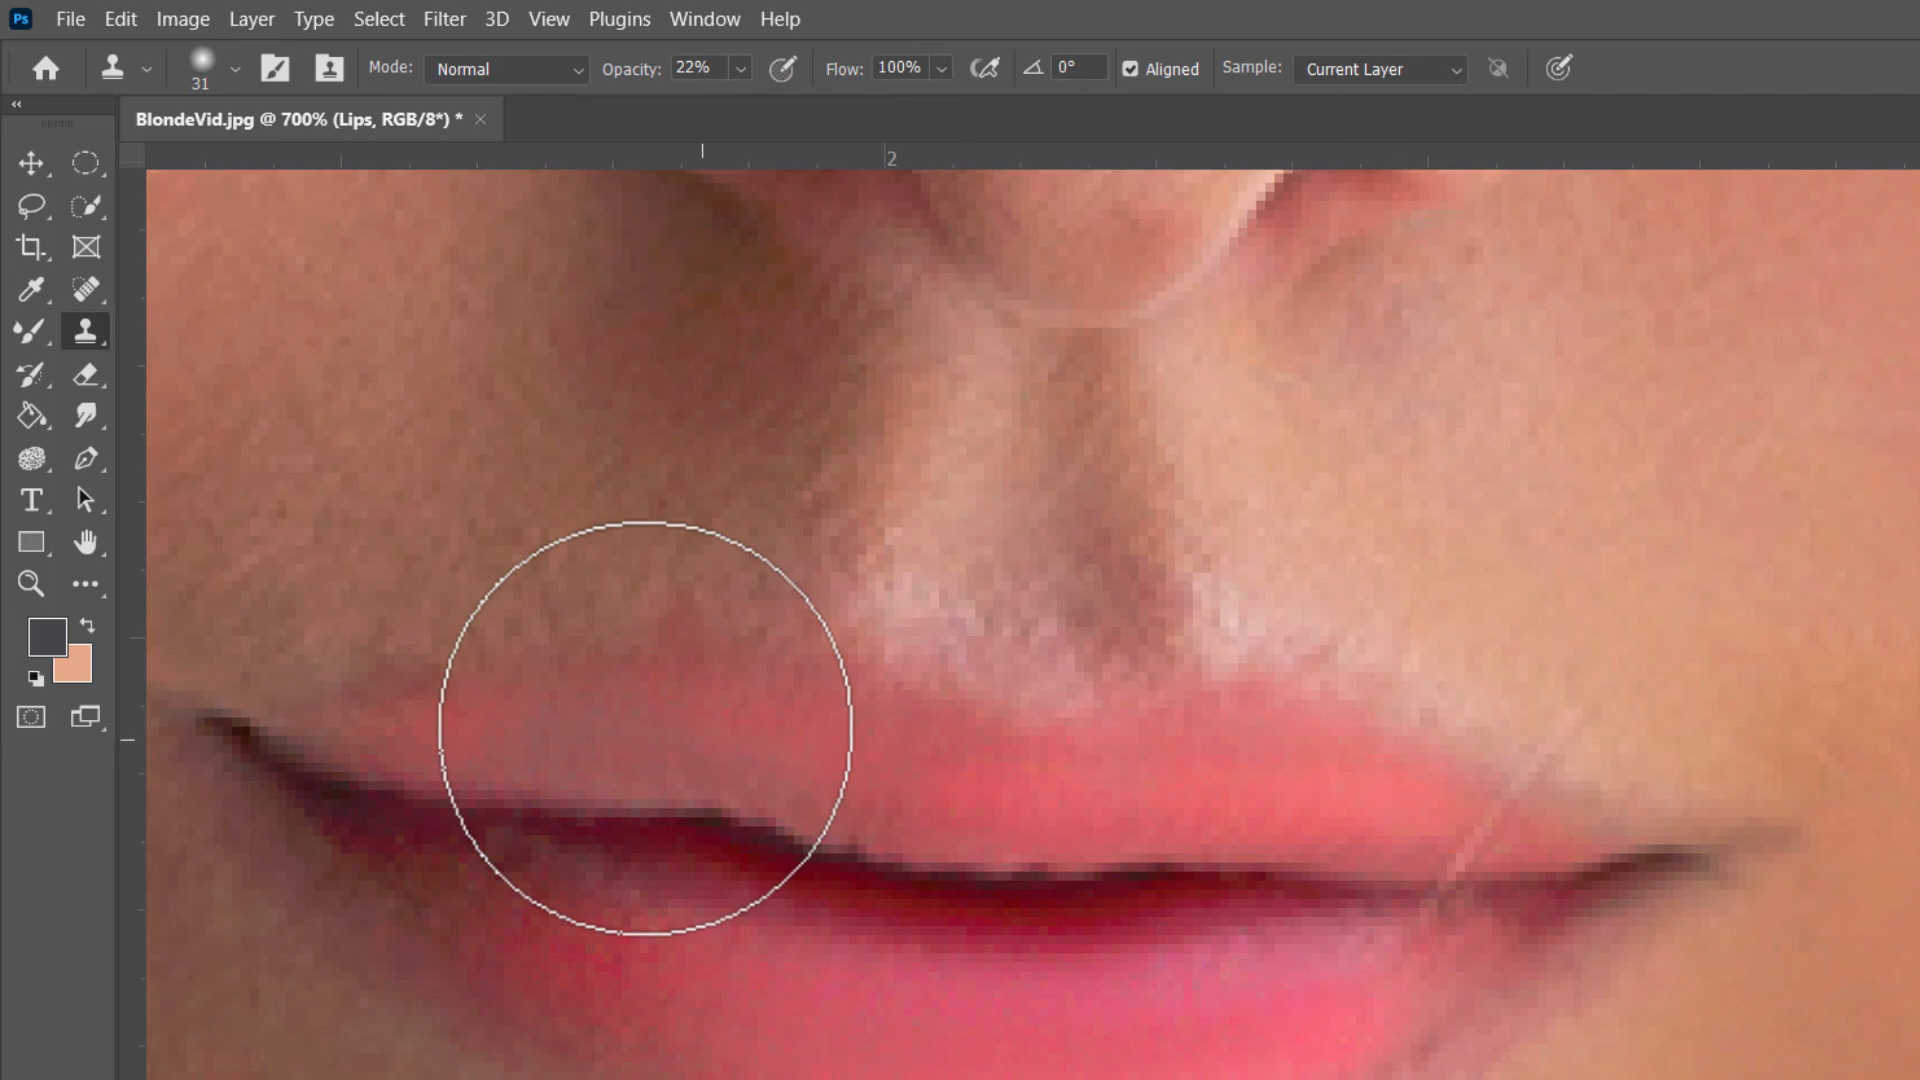 Ps File Edit Image Layer Type Select Filter 3D View Plugins Window Help
31 Mode: Normal Opacity: 22% Flow: 100% 0° Aligned Sample: Current Layer
BlondeVid.jpg @ 700% (Lips, RGB/8*) * ×
2